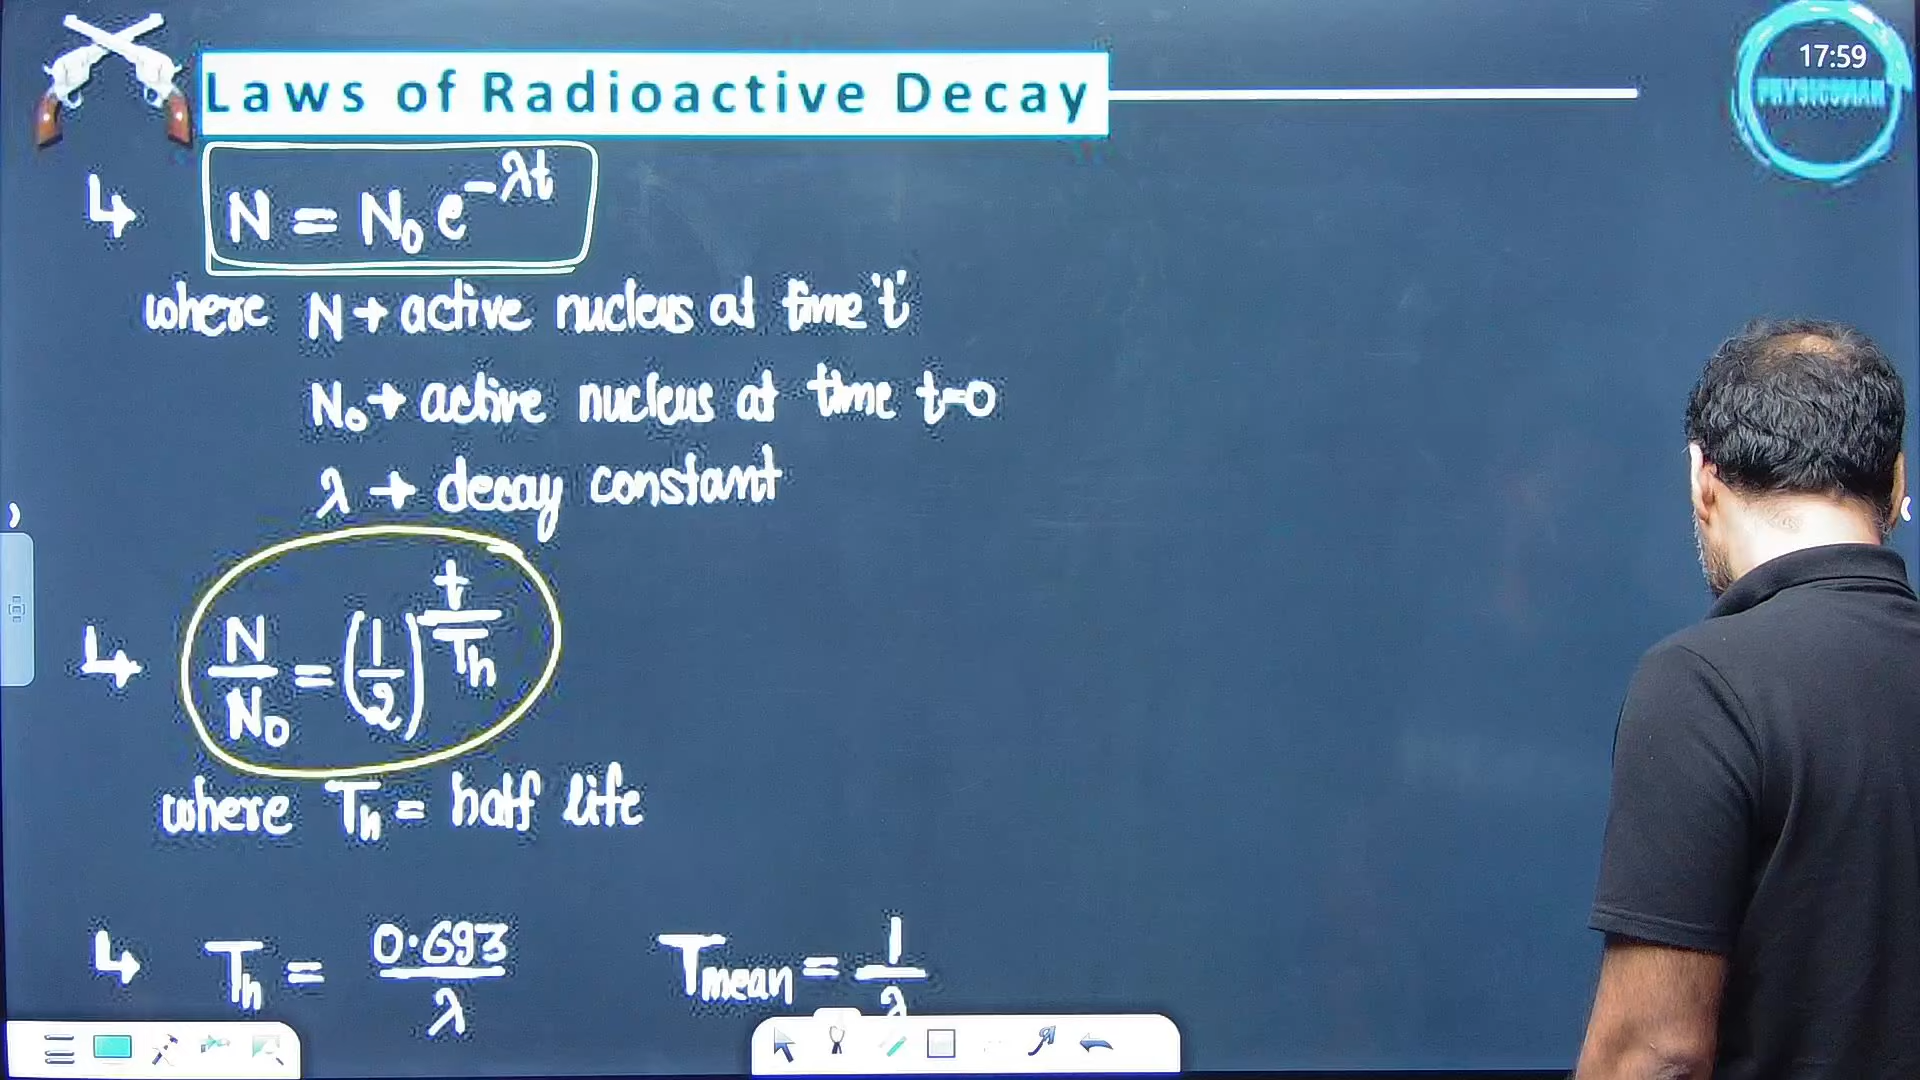 17:59
PHYSICSMAN
Laws of Radioactive Decay
↳ N = N₀e^{-λt}
where N → active nucleus at time 't'
N₀ → active nucleus at time t=0
λ → decay constant
↳ N/N₀ = (1/2)^{t/Th}
where Th = half life
↳ Th = 0.693/λ Tmean = 1/λ